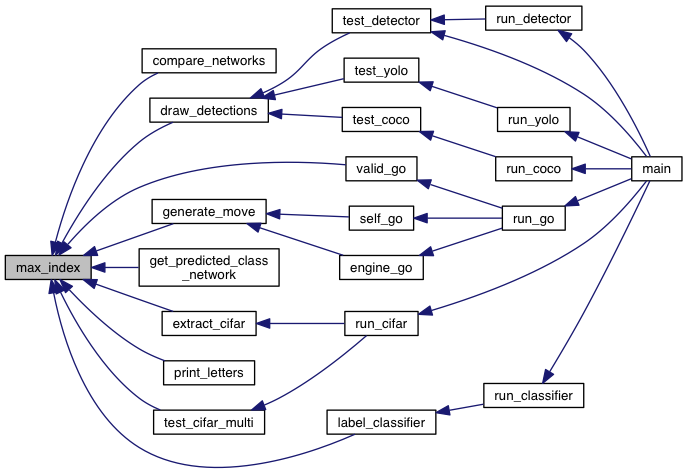 test_detector
run_detector
compare_networks
test_yolo
draw_detections
test_coco
run_yolo
valid_go
run_coco
main
generate_move
self_go
run_go
max_index
get_predicted_class
_network
engine_go
extract_cifar
run_cifar
print_letters
run_classifier
test_cifar_multi
label_classifier